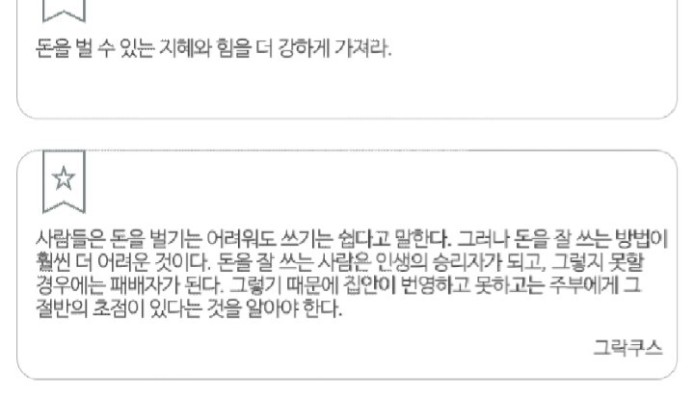 돈을 벌 수 있는 지혜와 힘을 더 강하게 가져라.
사람들은 돈을 벌기는 어려워도 쓰기는 쉽다고 말한다. 그러나 돈을 잘 쓰는 방법이
훨씬 더 어려운 것이다. 돈을 잘 쓰는 사람은 인생의 승리자가 되고, 그렇지 못할
경우에는 패배자가 된다. 그렇기 때문에 집안이 번영하고 못하고는 주부에게 그
절반의 초점이 있다는 것을 알아야 한다.
그락쿠스